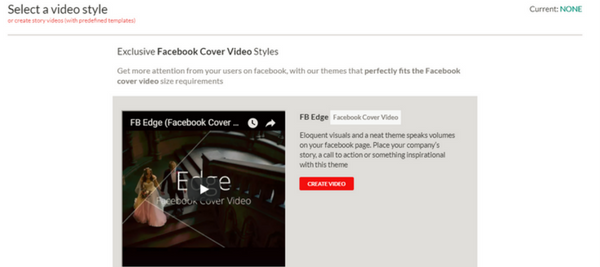 Select a video style
Current: NONE
or create story videos (with predefined templates)
Exclusive Facebook Cover Video Styles
Get more attention from your users on facebook, with our themes that perfectly fits the Facebook
cover video size requirements
FB Edge (Facebook Cover ...
FB Edge Facebook Cover Video
Eloquent visuals and a neat theme speaks volumes
on your facebook page. Place your company's
story, a call to action or something inspirational
with this theme
Edge
Facebook Cover Video
CREATE VIDEO